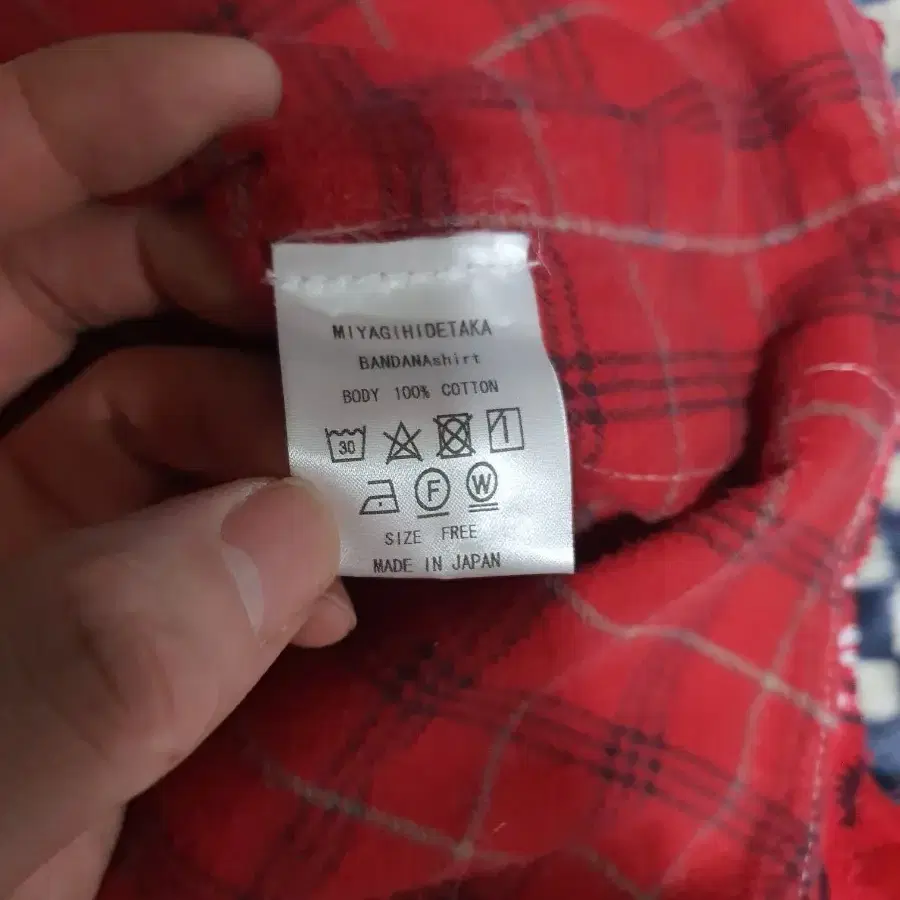 MIYAGIHIDETAKA
BANDANAshirt
BODY 100% COTTON
30
F W
SIZE FREE
MADE IN JAPAN